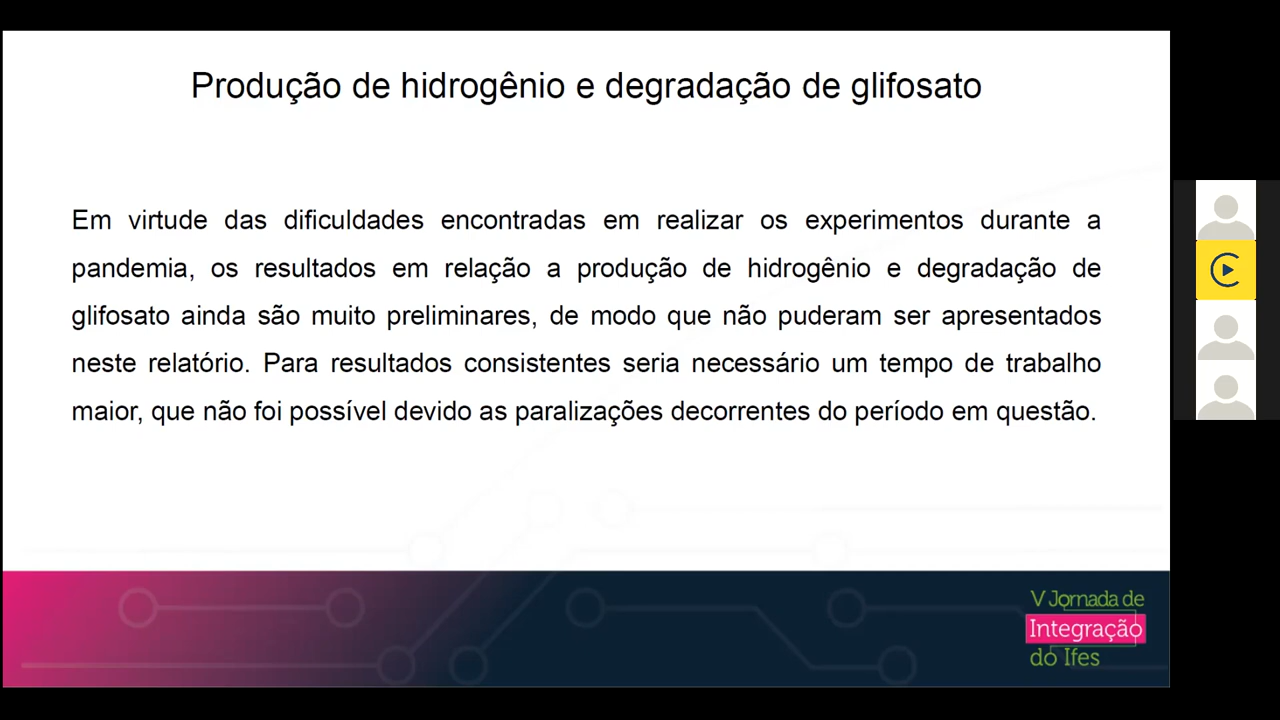 Produção de hidrogênio e degradação de glifosato
Em virtude das dificuldades encontradas em realizar os experimentos durante a
pandemia, os resultados em relação a produção de hidrogênio e degradação de
glifosato ainda são muito preliminares, de modo que não puderam ser apresentados
neste relatório. Para resultados consistentes seria necessário um tempo de trabalho
maior, que não foi possível devido as paralizações decorrentes do período em questão.
V Jornada de
Integração
do Ifes